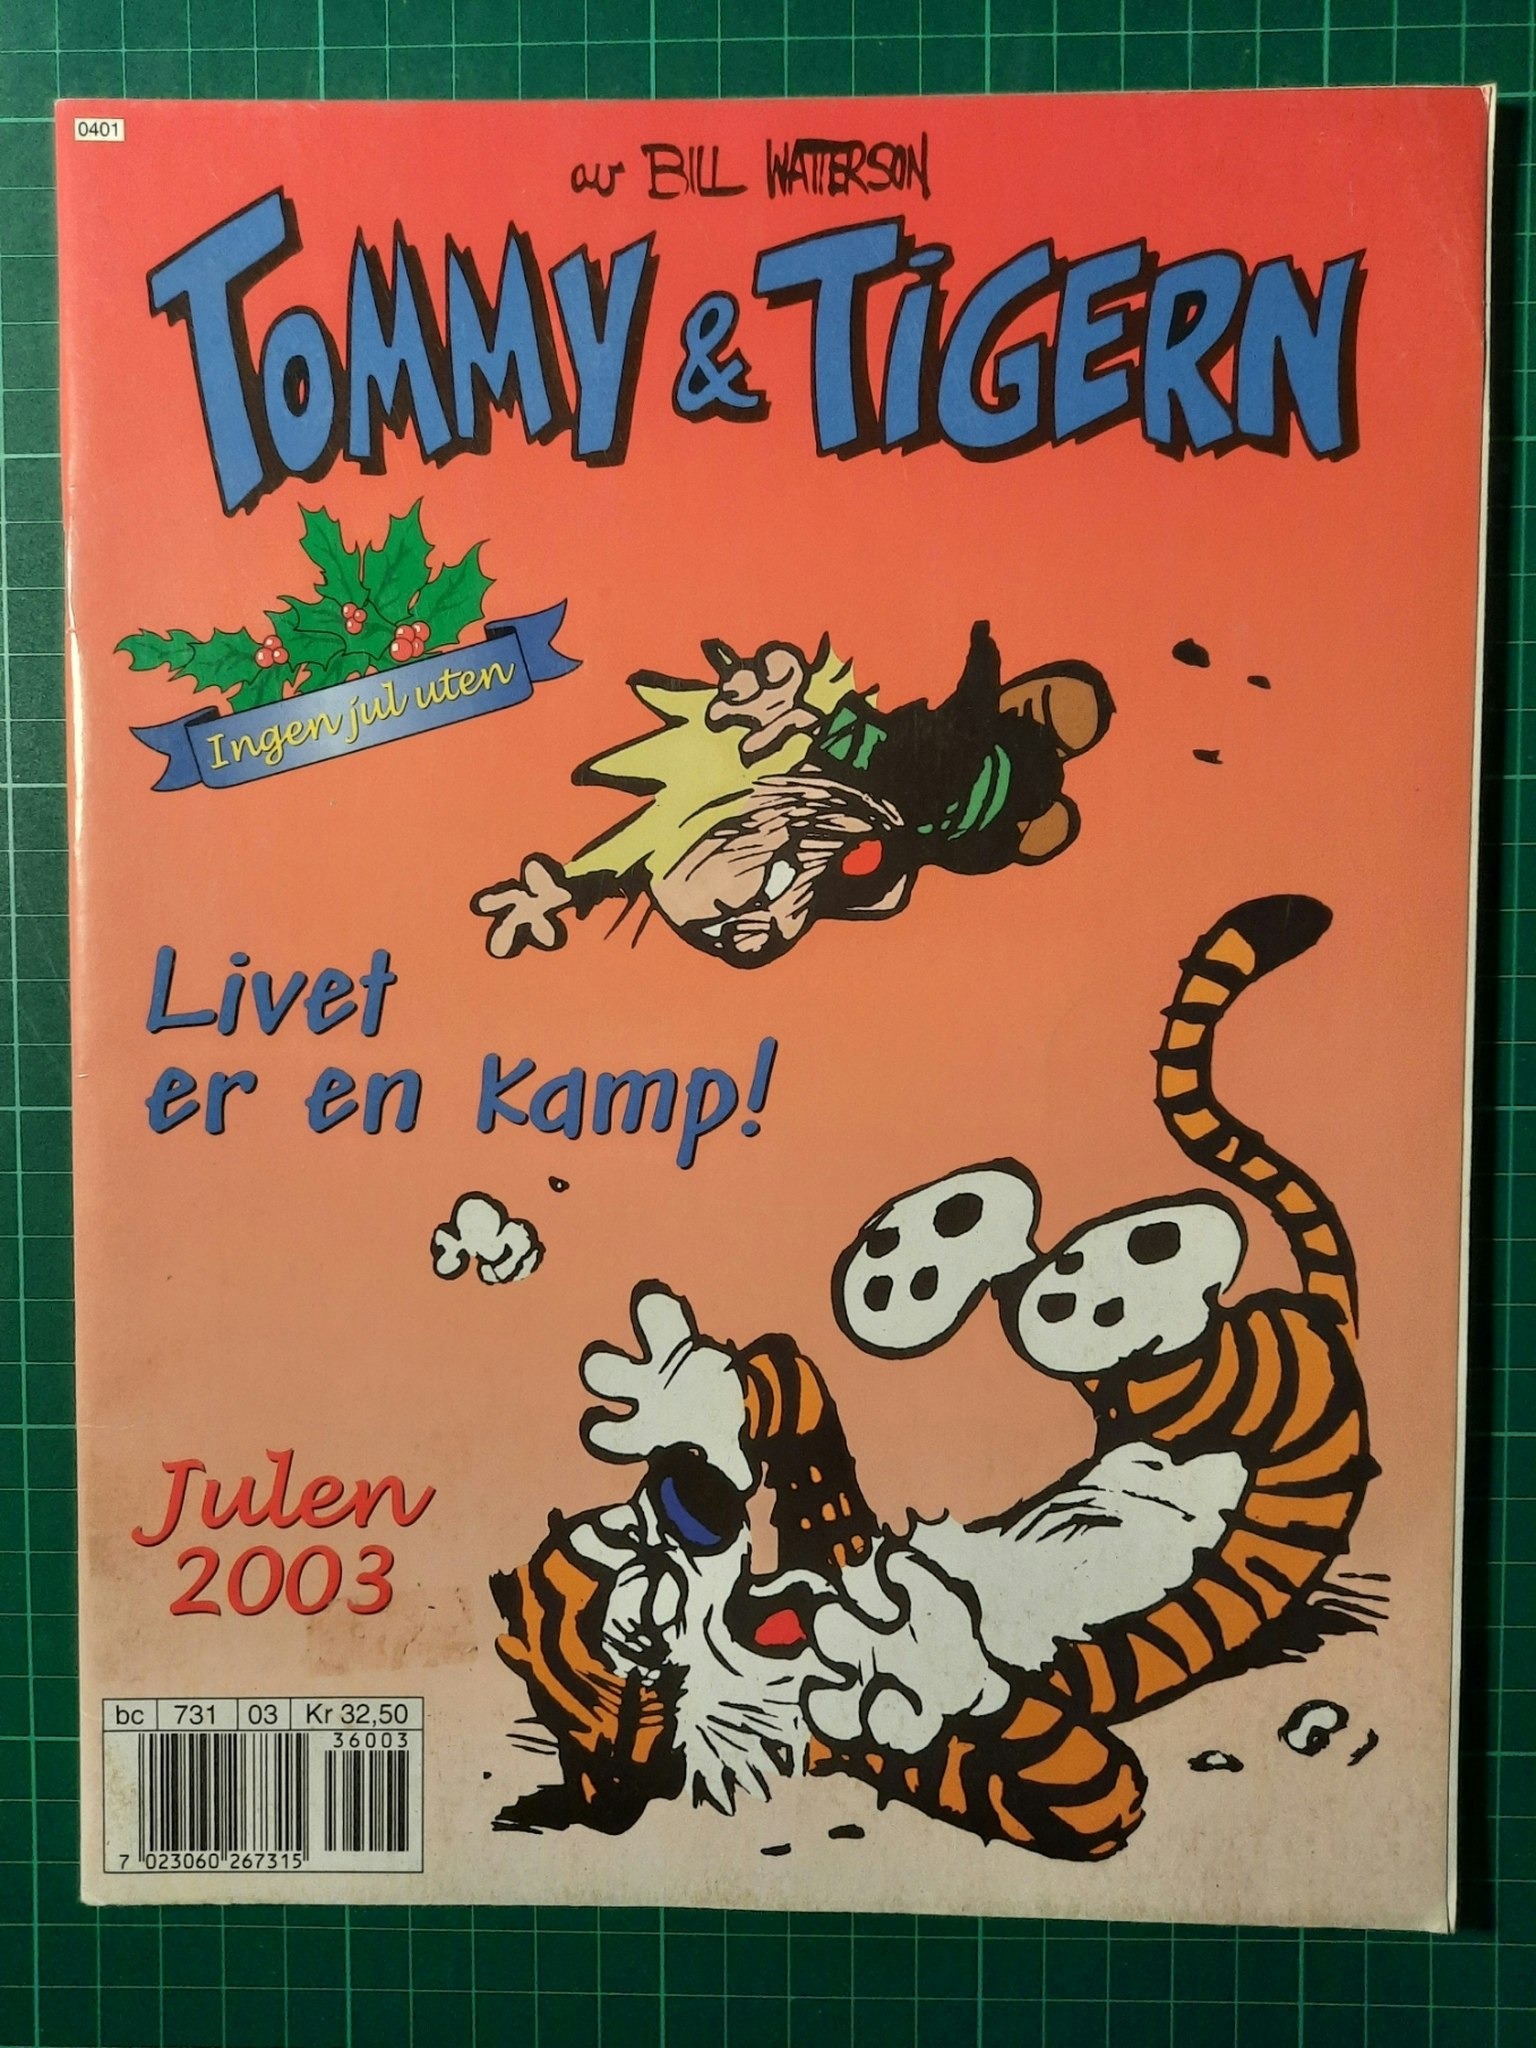 0401
av BILL WATTERSON
TOMMY & TIGERN
Ingen jul uten
Livet
er en kamp!
Julen
2003
bc 731 03 Kr 32,50
36003
7 023060 267315